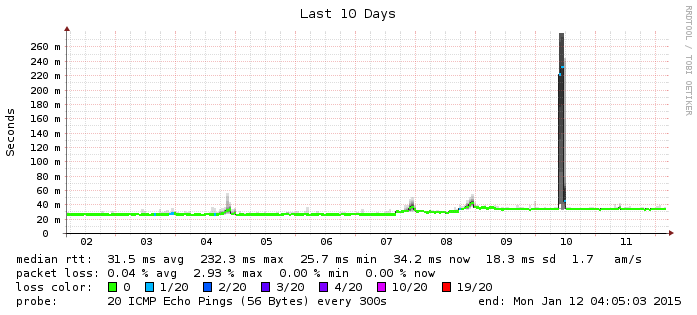 Last 10 Days
RRDTOOL / TOBI OETIKER
Seconds
260 m
240 m
220 m
200 m
180 m
160 m
140 m
120 m
100 m
80 m
60 m
40 m
20 m
0
02 03 04 05 06 07 08 09 10 11
median rtt: 31.5 ms avg 232.3 ms max 25.7 ms min 34.2 ms now 18.3 ms sd 1.7 am/s
packet loss: 0.04 % avg 2.93 % max 0.00 % min 0.00 % now
loss color: 0 1/20 2/20 3/20 4/20 10/20 19/20
probe: 20 ICMP Echo Pings (56 Bytes) every 300s end: Mon Jan 12 04:05:03 2015